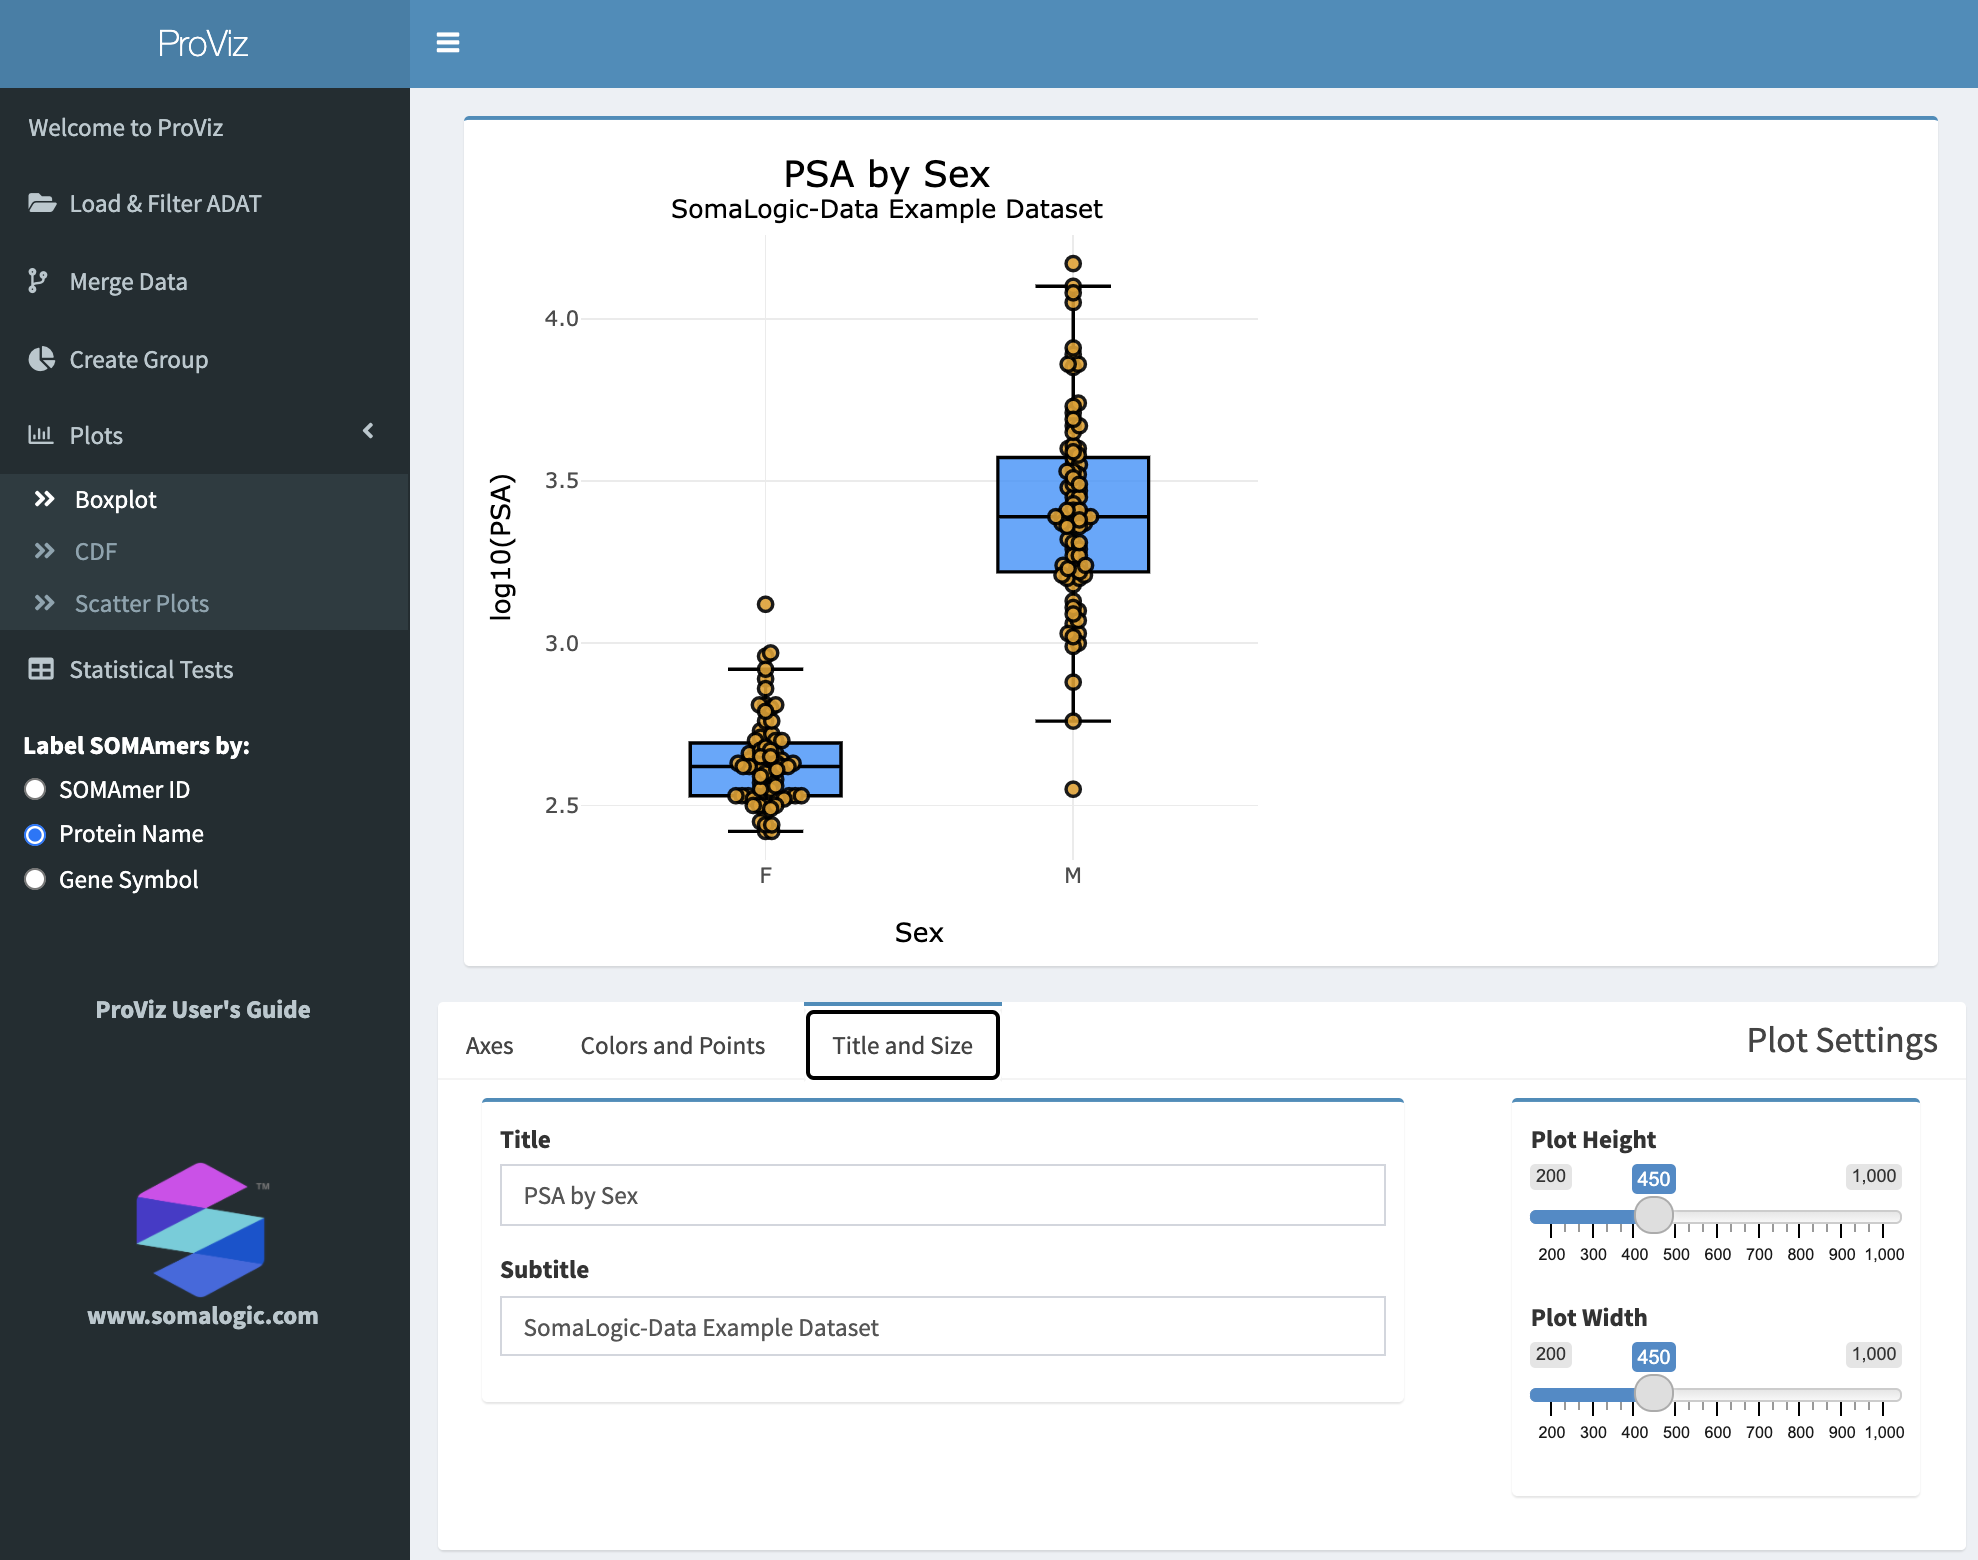 ProViz
Welcome to ProViz
Load & Filter ADAT
Merge Data
Create Group
Plots
Boxplot
CDF
Scatter Plots
Statistical Tests
Label SOMAmers by:
SOMAmer ID
Protein Name
Gene Symbol
ProViz User's Guide
TM
www.somalogic.com
PSA by Sex
SomaLogic-Data Example Dataset
log10(PSA)
4.0
3.5
3.0
2.5
F M
Sex
Axes Colors and Points Title and Size Plot Settings
Title
PSA by Sex
Subtitle
SomaLogic-Data Example Dataset
Plot Height
200 450 1,000
200 300 400 500 600 700 800 900 1,000
Plot Width
200 450 1,000
200 300 400 500 600 700 800 900 1,000